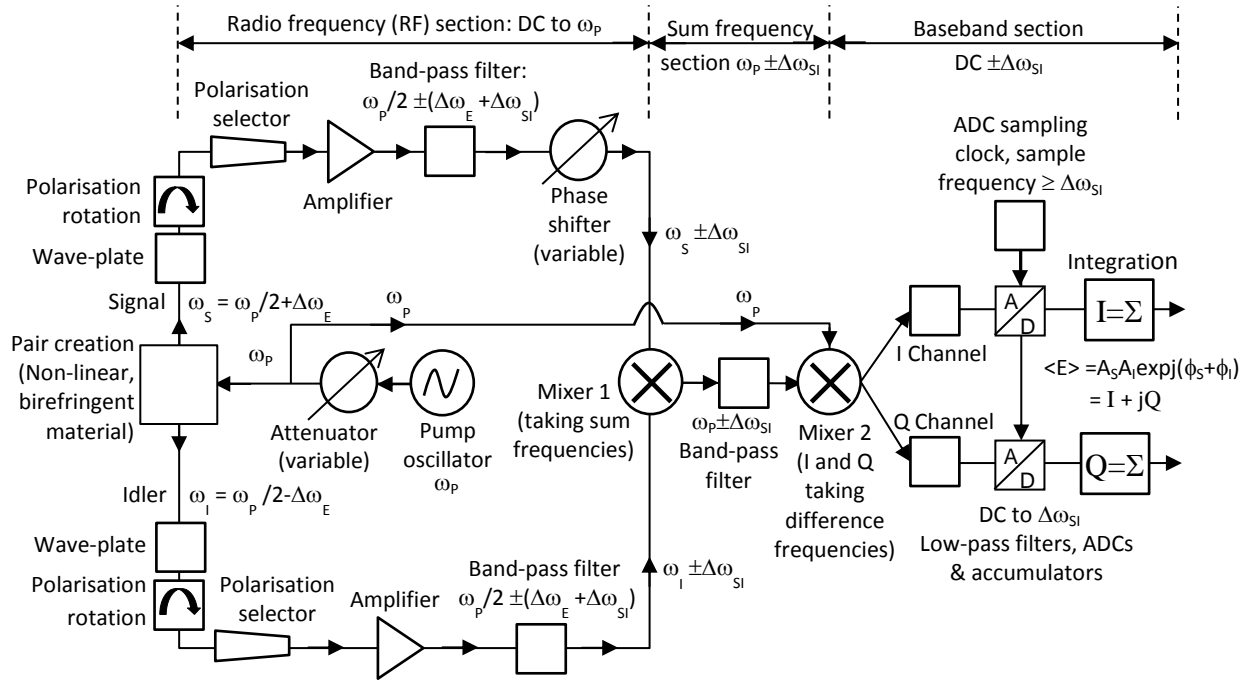 Radio frequency (RF) section: DC to ωP
Sum frequency
section ωP ±ΔωSI
Baseband section
DC ±ΔωSI
Polarisation
selector
Band-pass filter:
ωP/2 ±(ΔωE +ΔωSI)
Amplifier
Phase
shifter
(variable)
ADC sampling
clock, sample
frequency ≥ ΔωSI
Polarisation
rotation
Wave-plate
Signal
ωS = ωP/2+ΔωE
ωS ±ΔωSI
Pair creation
(Non-linear,
birefringent
material)
ωP
ωP
ωP
Attenuator
(variable)
Pump
oscillator
ωP
Mixer 1
(taking sum
frequencies)
ωP±ΔωSI
Band-pass
filter
Mixer 2
(I and Q
taking
difference
frequencies)
I Channel
Q Channel
A/D
A/D
Integration
I=Σ
<E> =ASAIexpj(ϕS+ϕI)
= I + jQ
Q=Σ
DC to ΔωSI
Low-pass filters, ADCs
& accumulators
Idler
ωI = ωP /2-ΔωE
Wave-plate
Polarisation
rotation
Polarisation
selector
Amplifier
Band-pass filter
ωP/2 ±(ΔωE +ΔωSI)
ωI ±ΔωSI